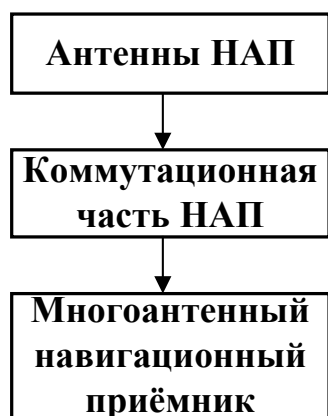 Антенны НАП
Коммутационная
часть НАП
Многоантенный
навигационный
приёмник